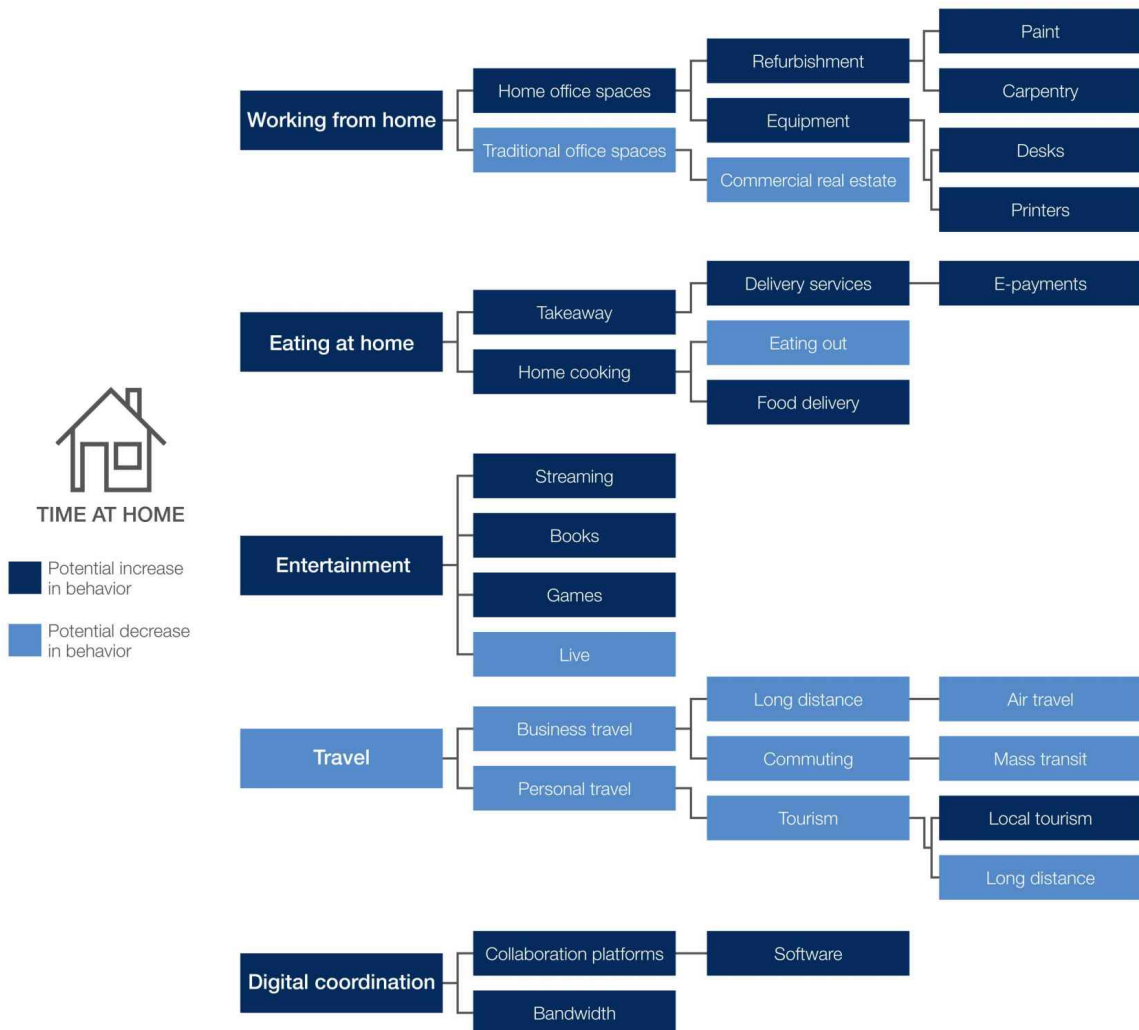 Working from home
Home office spaces
Traditional office spaces
Refurbishment
Equipment
Commercial real estate
Paint
Carpentry
Desks
Printers
Eating at home
Takeaway
Home cooking
Delivery services
Eating out
Food delivery
E-payments
TIME AT HOME
Potential increase
in behavior
Potential decrease
in behavior
Entertainment
Streaming
Books
Games
Live
Travel
Business travel
Personal travel
Long distance
Commuting
Tourism
Air travel
Mass transit
Local tourism
Long distance
Digital coordination
Collaboration platforms
Bandwidth
Software